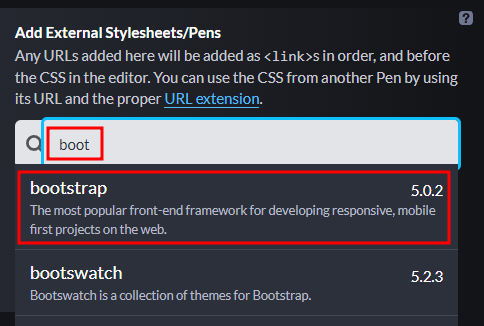 ?
Add External Stylesheets/Pens
Any URLs added here will be added as <link>s in order, and before
the CSS in the editor. You can use the CSS from another Pen by using
its URL and the proper URL extension.
boot
bootstrap 5.0.2
The most popular front-end framework for developing responsive, mobile
first projects on the web.
bootswatch 5.2.3
Bootswatch is a collection of themes for Bootstrap.